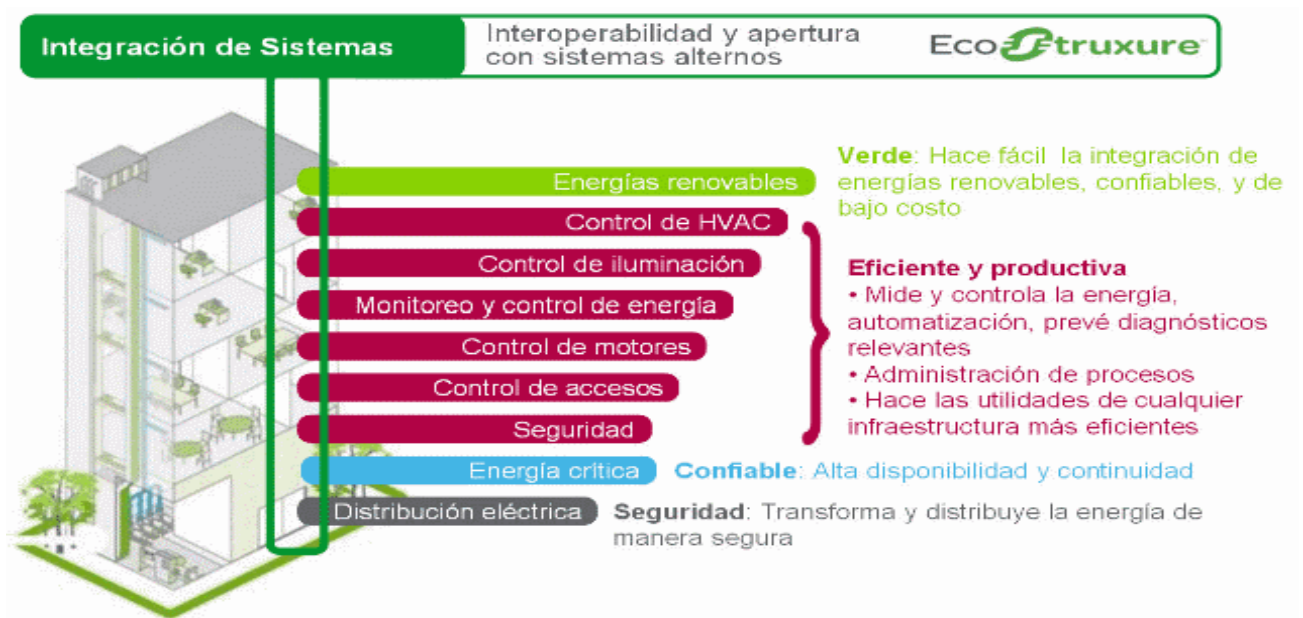 Integración de Sistemas
Interoperabilidad y apertura
con sistemas alternos
EcoStruxure™
Verde: Hace fácil la integración de
energías renovables, confiables, y de
bajo costo
Energías renovables
Control de HVAC
Control de iluminación
Monitoreo y control de energía
Control de motores
Control de accesos
Seguridad
Eficiente y productiva
• Mide y controla la energía,
automatización, prevé diagnósticos
relevantes
• Administración de procesos
• Hace las utilidades de cualquier
infraestructura más eficientes
Energía crítica
Confiable: Alta disponibilidad y continuidad
Distribución eléctrica
Seguridad: Transforma y distribuye la energía de
manera segura